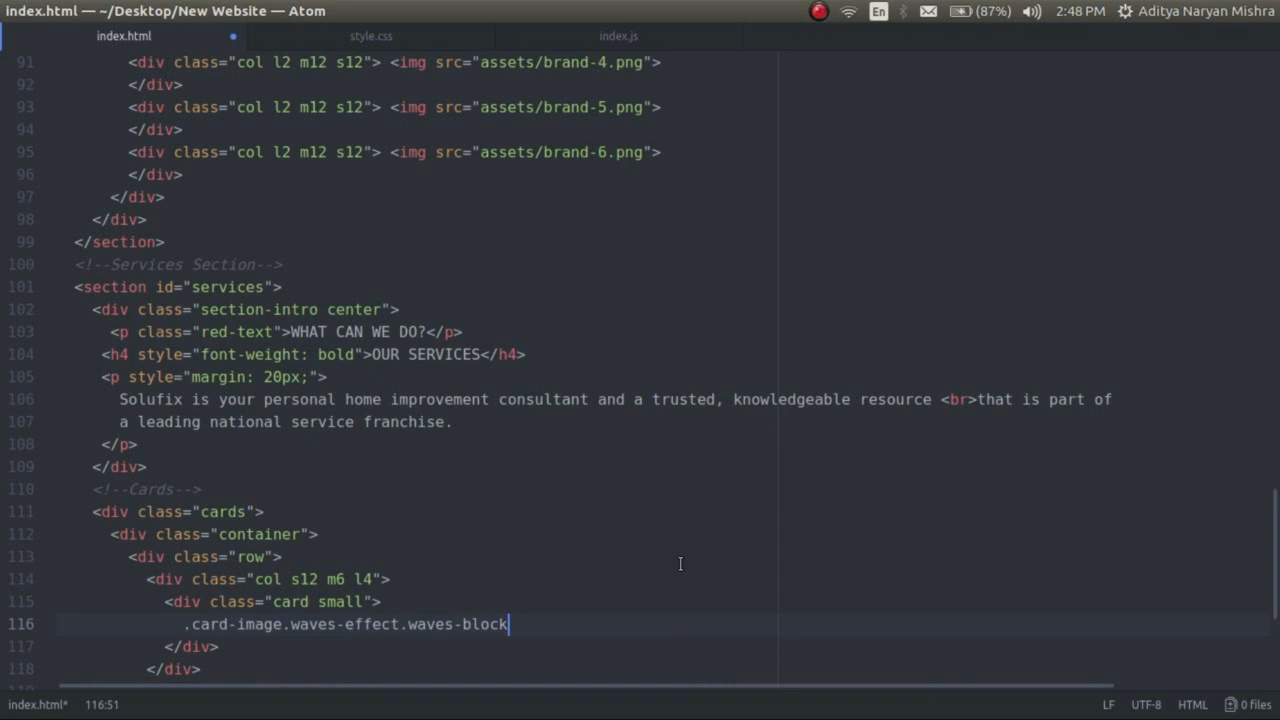 index.html — ~/Desktop/New Website — Atom
En (87%) 2:48 PM Aditya Naryan Mishra
index.html style.css index.js
91 <div class="col l2 m12 s12"> <img src="assets/brand-4.png">
92 </div>
93 <div class="col l2 m12 s12"> <img src="assets/brand-5.png">
94 </div>
95 <div class="col l2 m12 s12"> <img src="assets/brand-6.png">
96 </div>
97 </div>
98 </div>
99 </section>
100 <!--Services Section-->
101 <section id="services">
102 <div class="section-intro center">
103 <p class="red-text">WHAT CAN WE DO?</p>
104 <h4 style="font-weight: bold">OUR SERVICES</h4>
105 <p style="margin: 20px;">
106 Solufix is your personal home improvement consultant and a trusted, knowledgeable resource <br>that is part of
107 a leading national service franchise.
108 </p>
109 </div>
110 <!--Cards-->
111 <div class="cards">
112 <div class="container">
113 <div class="row">
114 <div class="col s12 m6 l4">
115 <div class="card small">
116 .card-image.waves-effect.waves-block
117 </div>
118 </div>
index.html* 116:51 LF UTF-8 HTML 0 files